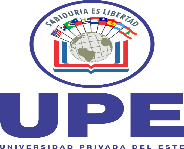 SABIDURIA ES LIBERTAD
UPE
UNIVERSIDAD PRIVADA DEL ESTE